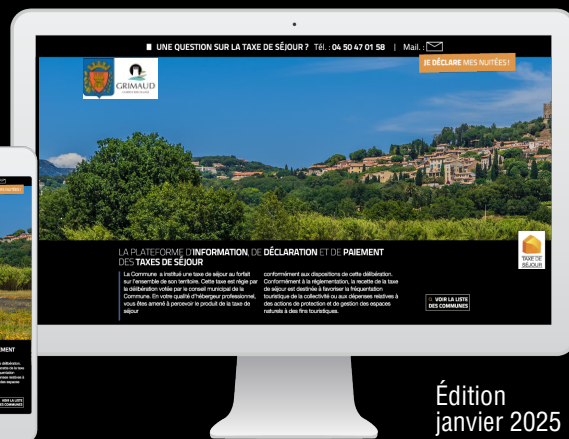 UNE QUESTION SUR LA TAXE DE SÉJOUR ? Tél. : 04 50 47 01 58 | Mail. :
JE DÉCLARE MES NUITÉES !
GRIMAUD
LA PLATEFORME D'INFORMATION, DE DÉCLARATION ET DE PAIEMENT
DES TAXES DE SÉJOUR
La Commune a institué une taxe de séjour au forfait
sur l'ensemble de son territoire. Cette taxe est régie par
la délibération votée par le conseil municipal de la
Commune. En votre qualité d'hébergeur professionnel,
vous êtes amené à percevoir le produit de la taxe de
séjour
conformément aux dispositions de cette délibération.
Conformément à la réglementation, la recette de la taxe
de séjour est destinée à favoriser la fréquentation
touristique de la collectivité ou aux dépenses relatives à
des actions de protection et de gestion des espaces
naturels à des fins touristiques.
TAXE DE
SÉJOUR
VOIR LA LISTE
DES COMMUNES
VOIR LA LISTE
DES COMMUNES
Édition
janvier 2025